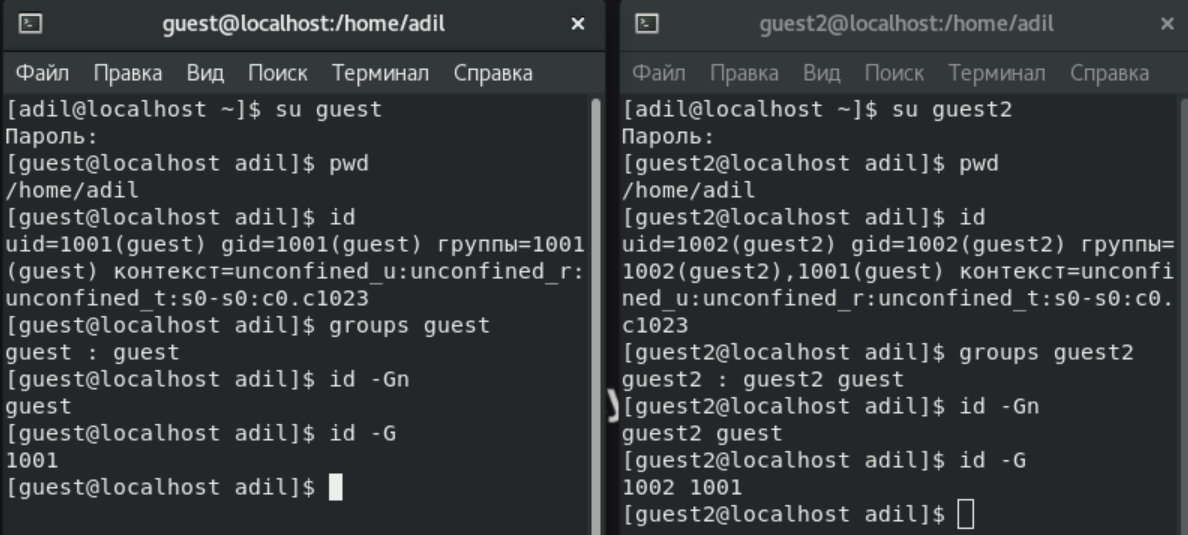 guest@localhost:/home/adil
Файл Правка Вид Поиск Терминал Справка
[adil@localhost ~]$ su guest
Пароль:
[guest@localhost adil]$ pwd
/home/adil
[guest@localhost adil]$ id
uid=1001(guest) gid=1001(guest) группы=1001
(guest) контекст=unconfined_u:unconfined_r:
unconfined_t:s0-s0:c0.c1023
[guest@localhost adil]$ groups guest
guest : guest
[guest@localhost adil]$ id -Gn
guest
[guest@localhost adil]$ id -G
1001
[guest@localhost adil]$
guest2@localhost:/home/adil
Файл Правка Вид Поиск Терминал Справка
[adil@localhost ~]$ su guest2
Пароль:
[guest2@localhost adil]$ pwd
/home/adil
[guest2@localhost adil]$ id
uid=1002(guest2) gid=1002(guest2) группы=
1002(guest2),1001(guest) контекст=unconfi
ned_u:unconfined_r:unconfined_t:s0-s0:c0.
c1023
[guest2@localhost adil]$ groups guest2
guest2 : guest2 guest
[guest2@localhost adil]$ id -Gn
guest2 guest
[guest2@localhost adil]$ id -G
1002 1001
[guest2@localhost adil]$